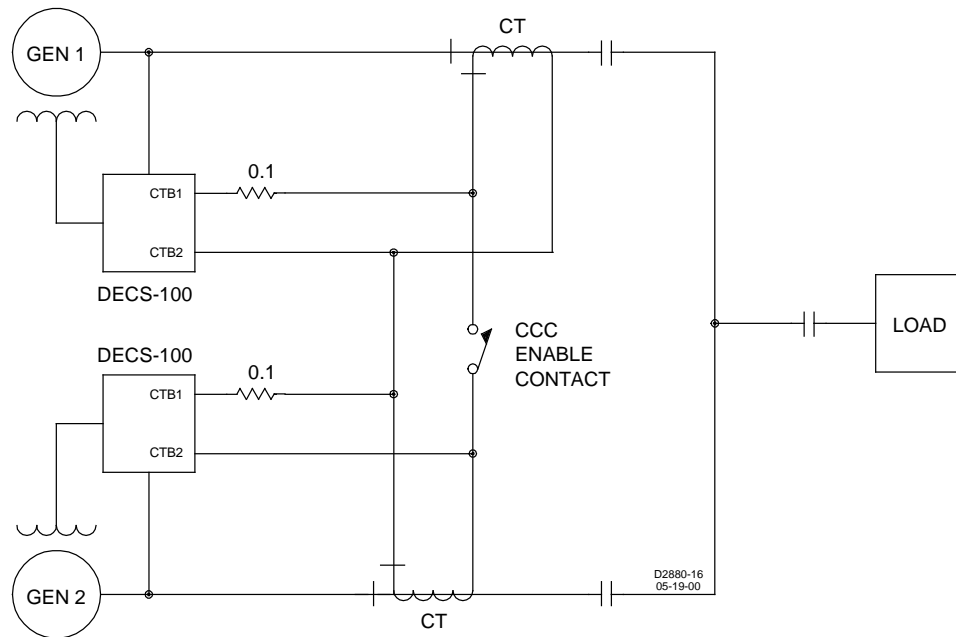 CT
GEN 1
0.1
CTB1
CTB2
DECS-100
CCC
ENABLE
CONTACT
LOAD
DECS-100
0.1
CTB1
CTB2
D2880-16
05-19-00
GEN 2
CT